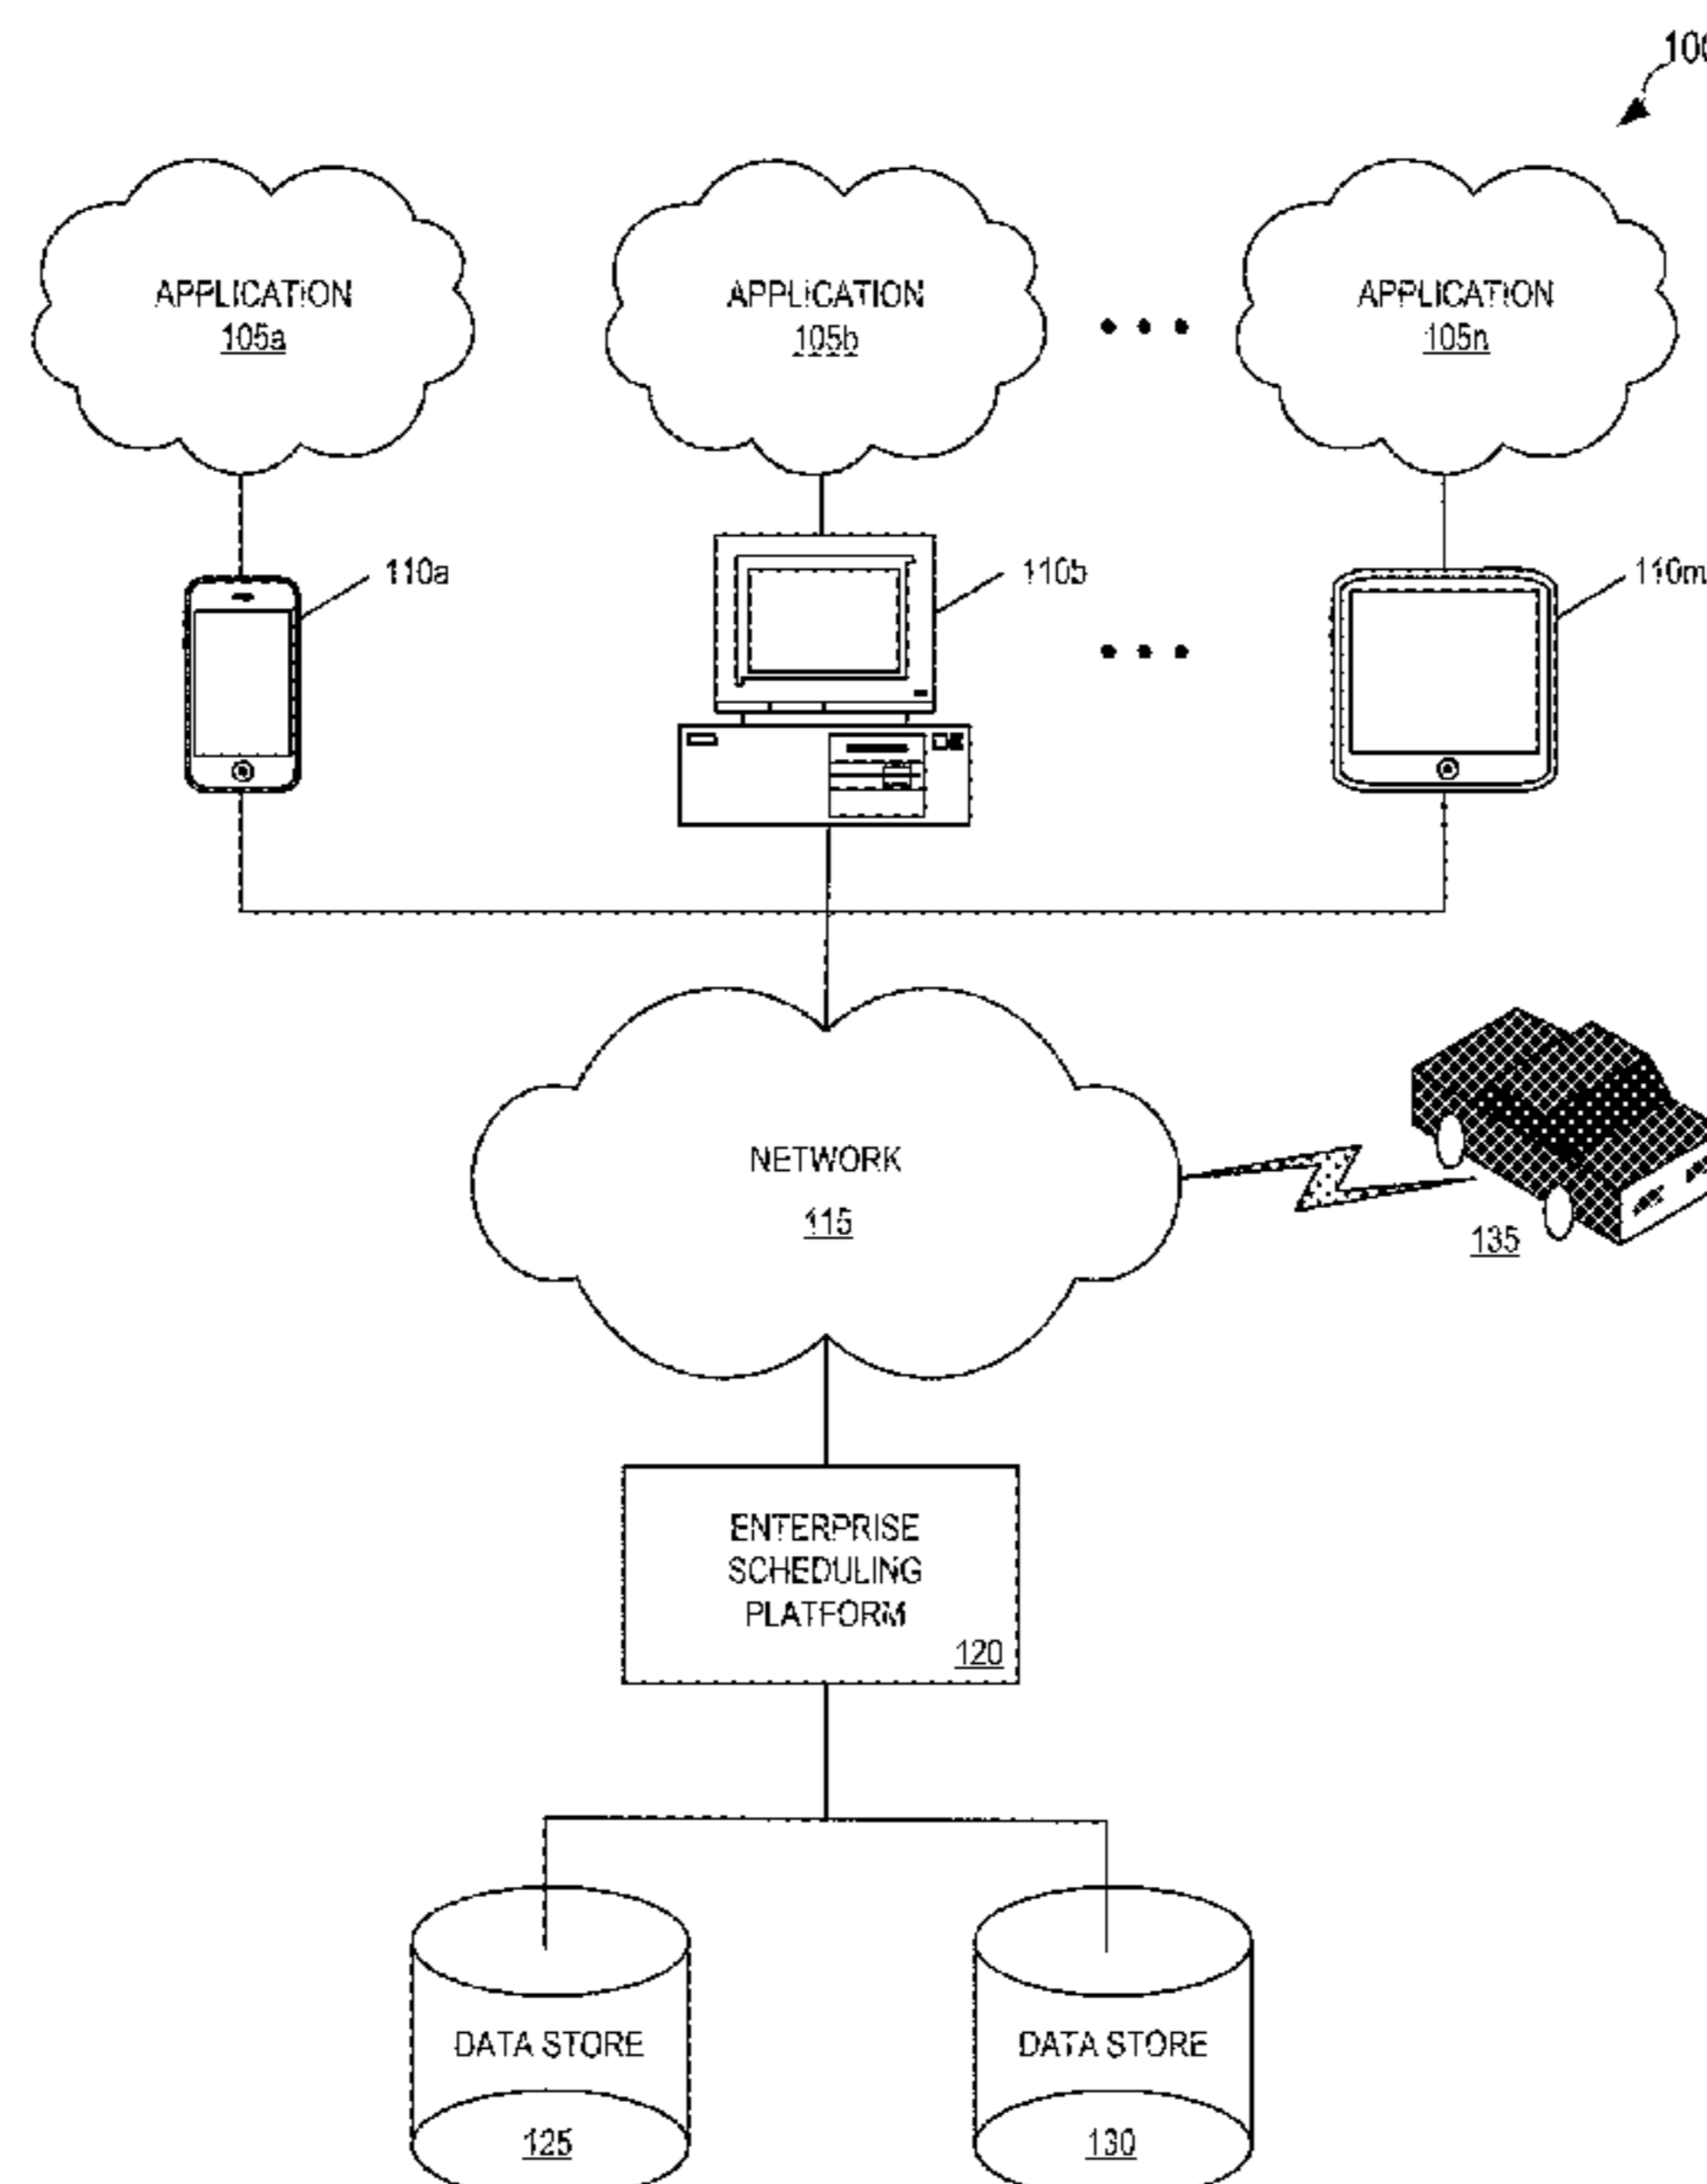 100
APPLICATION
105a
APPLICATION
105b
APPLICATION
105n
110a
110b
110m
NETWORK
115
135
ENTERPRISE
SCHEDULING
PLATFORM
120
DATA STORE
125
DATA STORE
130